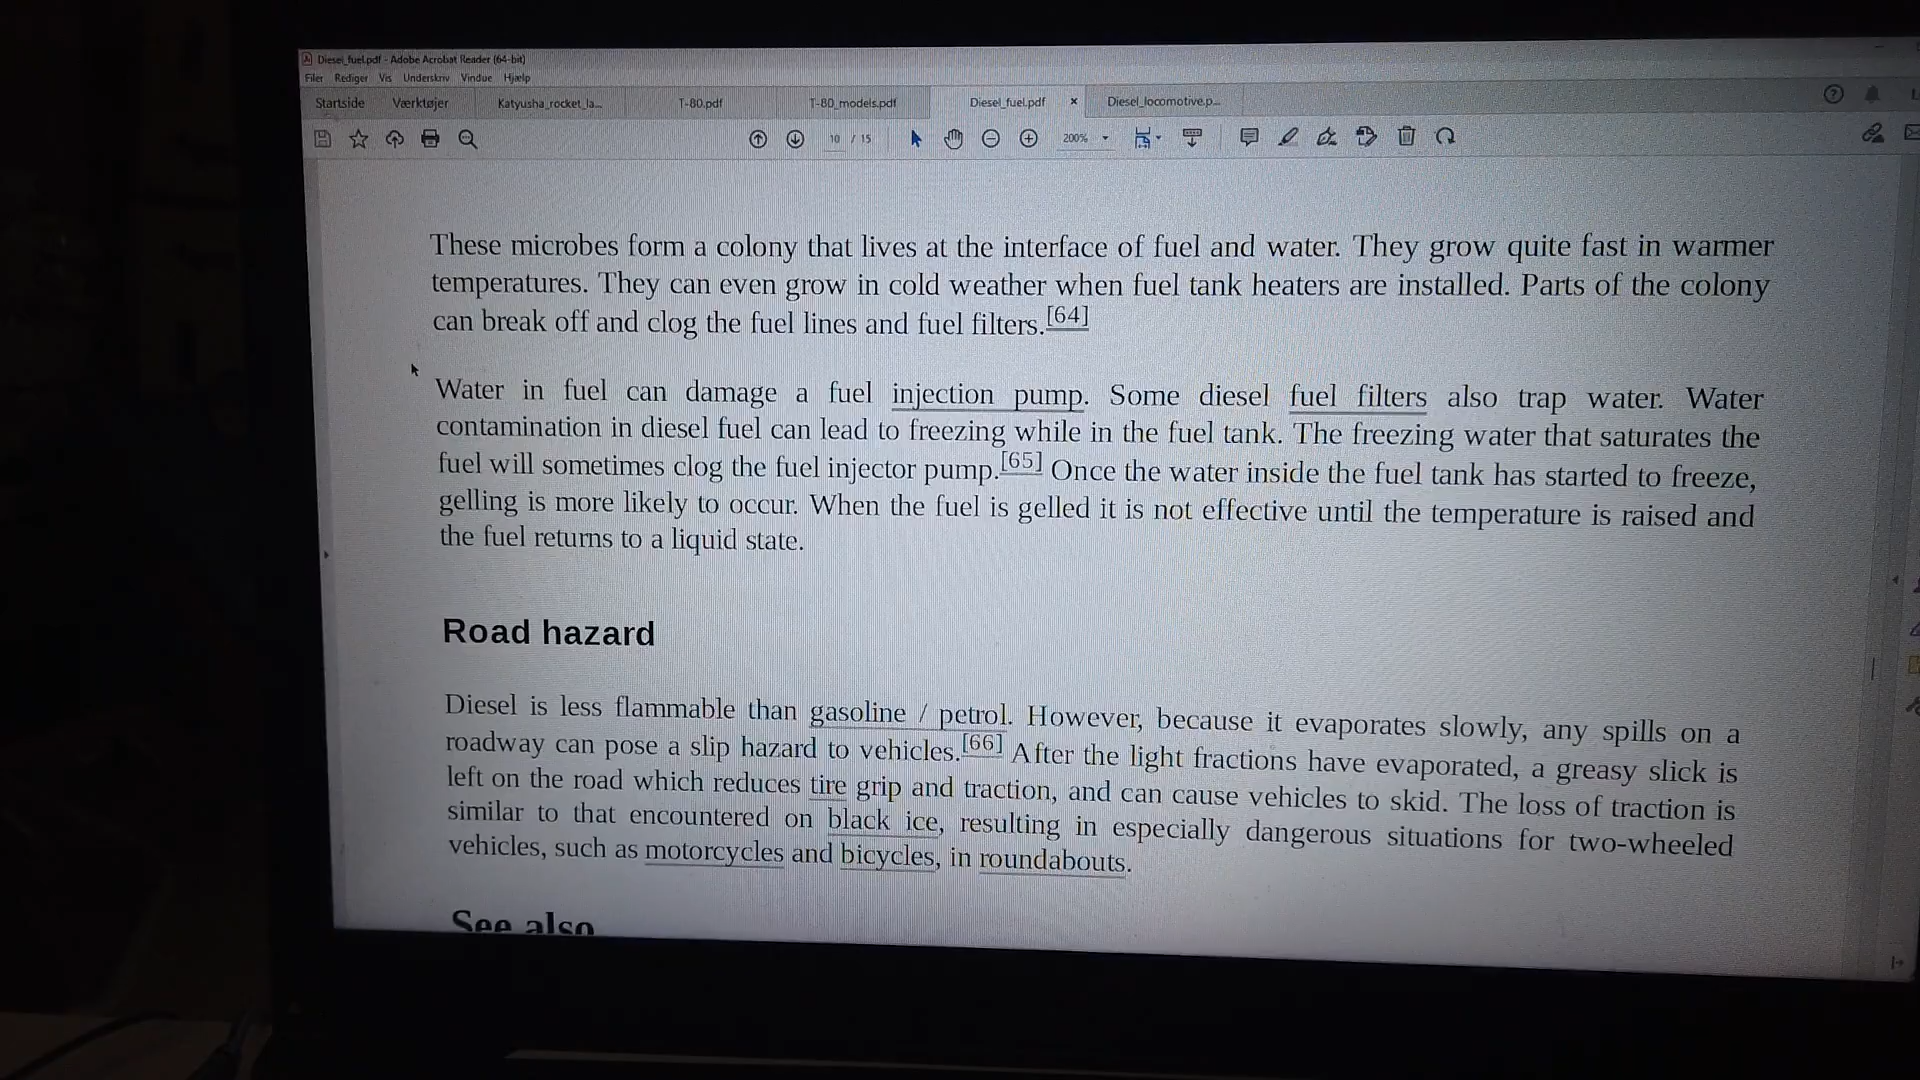 Diesel_fuel.pdf - Adobe Acrobat Reader (64-bit)
Filer Rediger Vis Underskriv Vindue Hjælp
Startside Værktøjer Katyusha_rocket_la... T-80.pdf T-80_models.pdf Diesel_fuel.pdf × Diesel_locomotive.p...
10 / 15 200%
These microbes form a colony that lives at the interface of fuel and water. They grow quite fast in warmer
temperatures. They can even grow in cold weather when fuel tank heaters are installed. Parts of the colony
can break off and clog the fuel lines and fuel filters.[64]
Water in fuel can damage a fuel injection pump. Some diesel fuel filters also trap water. Water
contamination in diesel fuel can lead to freezing while in the fuel tank. The freezing water that saturates the
fuel will sometimes clog the fuel injector pump.[65] Once the water inside the fuel tank has started to freeze,
gelling is more likely to occur. When the fuel is gelled it is not effective until the temperature is raised and
the fuel returns to a liquid state.
Road hazard
Diesel is less flammable than gasoline / petrol. However, because it evaporates slowly, any spills on a
roadway can pose a slip hazard to vehicles.[66] After the light fractions have evaporated, a greasy slick is
left on the road which reduces tire grip and traction, and can cause vehicles to skid. The loss of traction is
similar to that encountered on black ice, resulting in especially dangerous situations for two-wheeled
vehicles, such as motorcycles and bicycles, in roundabouts.
See also